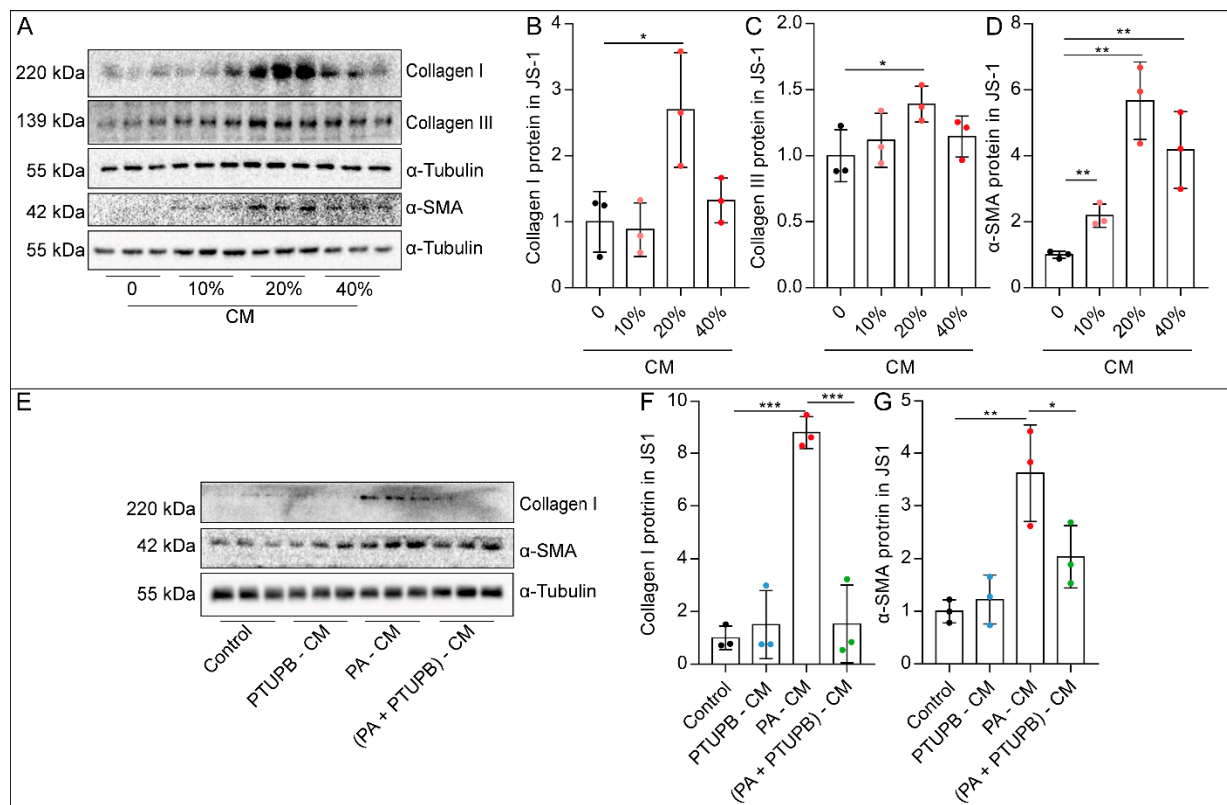 A
220 kDa
Collagen I
139 kDa
Collagen III
55 kDa
α-Tubulin
42 kDa
α-SMA
55 kDa
α-Tubulin
0 10% 20% 40%
CM
B
Collagen I protein in JS-1
4
3
2
1
0
*
0 10% 20% 40%
CM
C
Collagen III protein in JS-1
2.0
1.5
1.0
0.5
0.0
*
0 10% 20% 40%
CM
D
α-SMA protein in JS-1
8
6
4
2
0
**
**
**
0 10% 20% 40%
CM
E
220 kDa
Collagen I
42 kDa
α-SMA
55 kDa
α-Tubulin
Control
PTUPB - CM
PA - CM
(PA + PTUPB) - CM
F
Collagen I protrin in JS1
10
8
6
4
2
0
*** ***
Control
PTUPB - CM
PA - CM
(PA + PTUPB) - CM
G
α-SMA protrin in JS1
5
4
3
2
1
0
** *
Control
PTUPB - CM
PA - CM
(PA + PTUPB) - CM